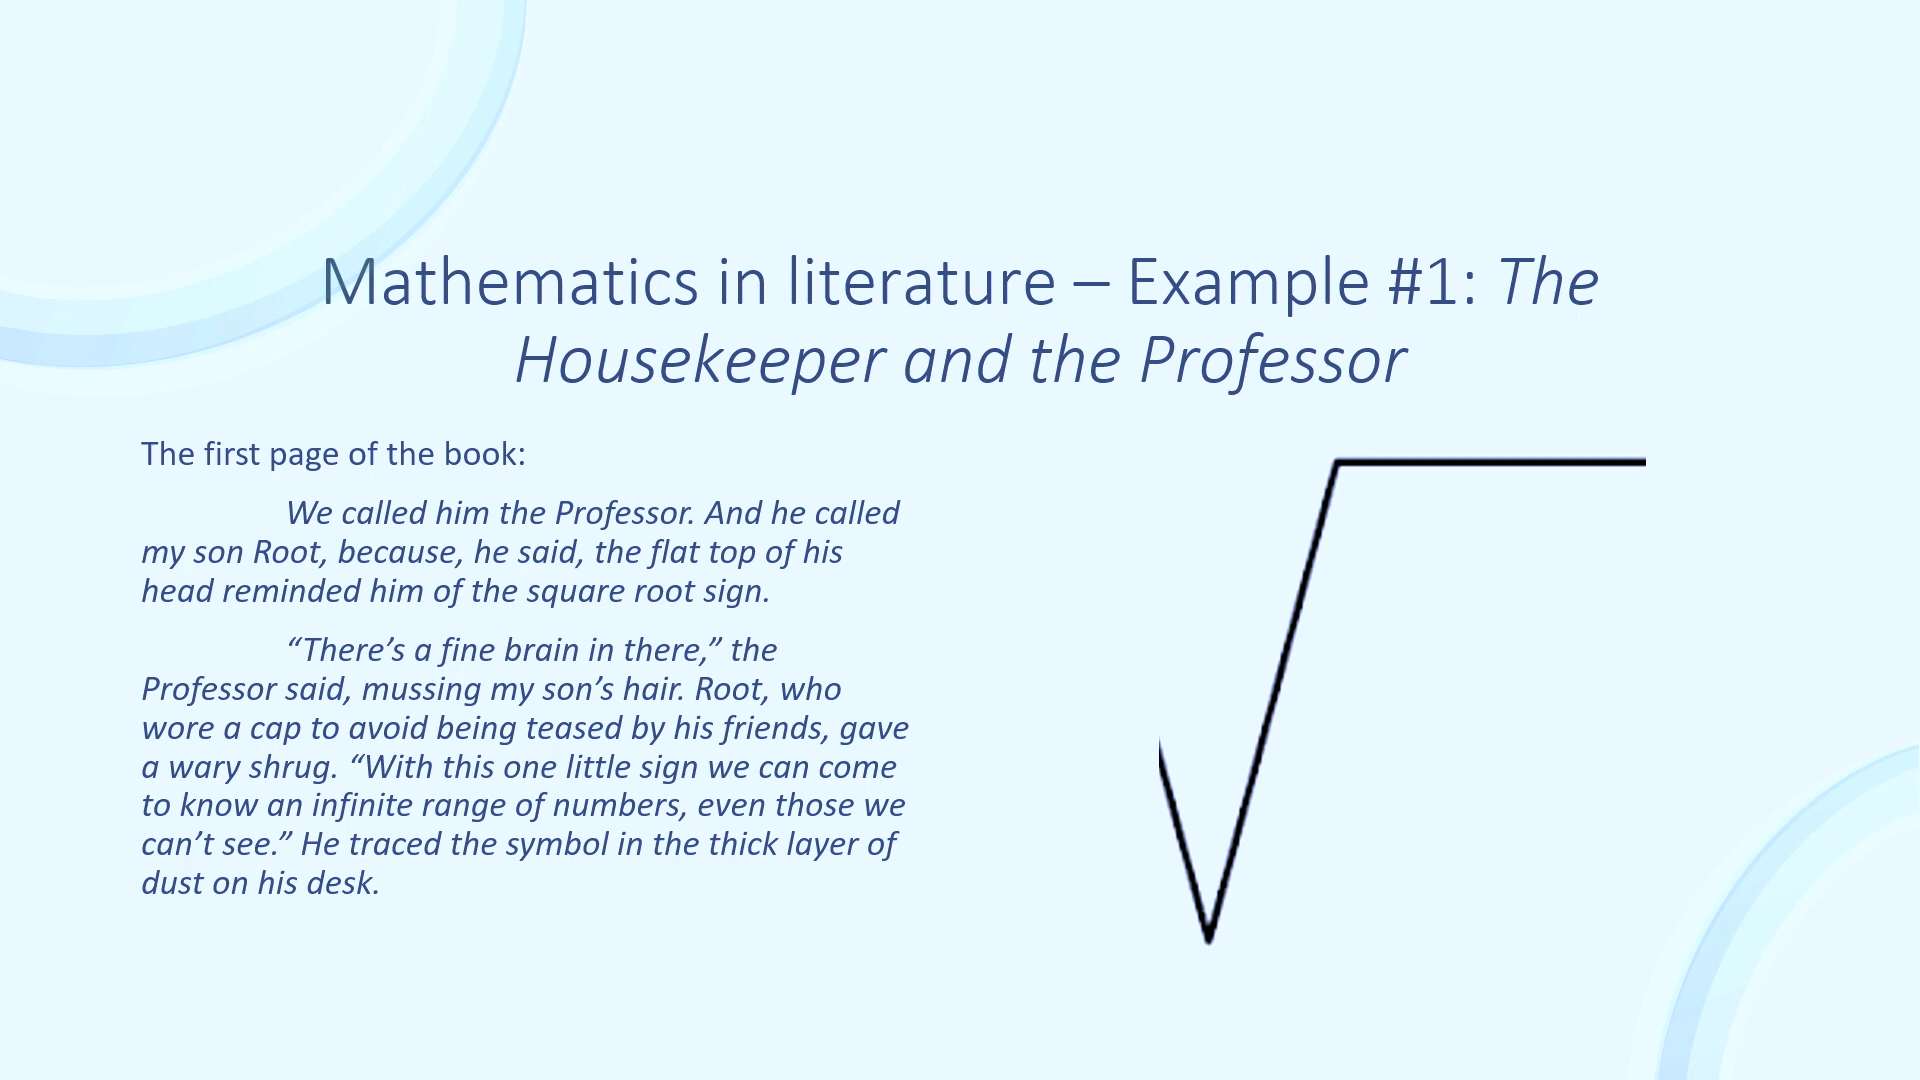 Mathematics in literature – Example #1: The
Housekeeper and the Professor
The first page of the book:
We called him the Professor. And he called
my son Root, because, he said, the flat top of his
head reminded him of the square root sign.
“There’s a fine brain in there,” the
Professor said, mussing my son’s hair. Root, who
wore a cap to avoid being teased by his friends, gave
a wary shrug. “With this one little sign we can come
to know an infinite range of numbers, even those we
can’t see.” He traced the symbol in the thick layer of
dust on his desk.